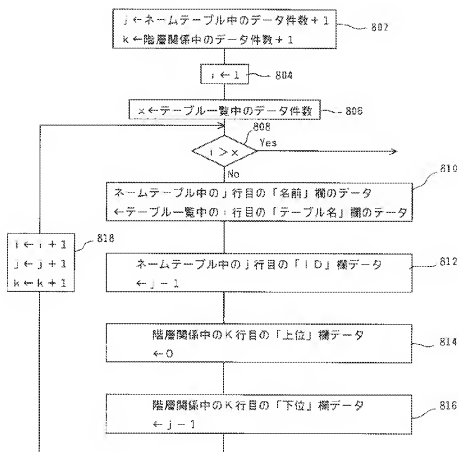 j←ネームテーブル中のデータ件数+1
k←階層関係中のデータ件数+1
802
i←1
804
x←テーブル一覧中のデータ件数
806
808
i>x
Yes
No
810
ネームテーブル中のj行目の「名前」欄のデータ
←テーブル一覧中のi行目の「テーブル名」欄のデータ
i←i+1
j←j+1
k←k+1
818
ネームテーブル中のj行目の「ID」欄データ
←j-1
812
階層関係中のK行目の「上位」欄データ
←0
814
階層関係中のK行目の「下位」欄データ
←j-1
816